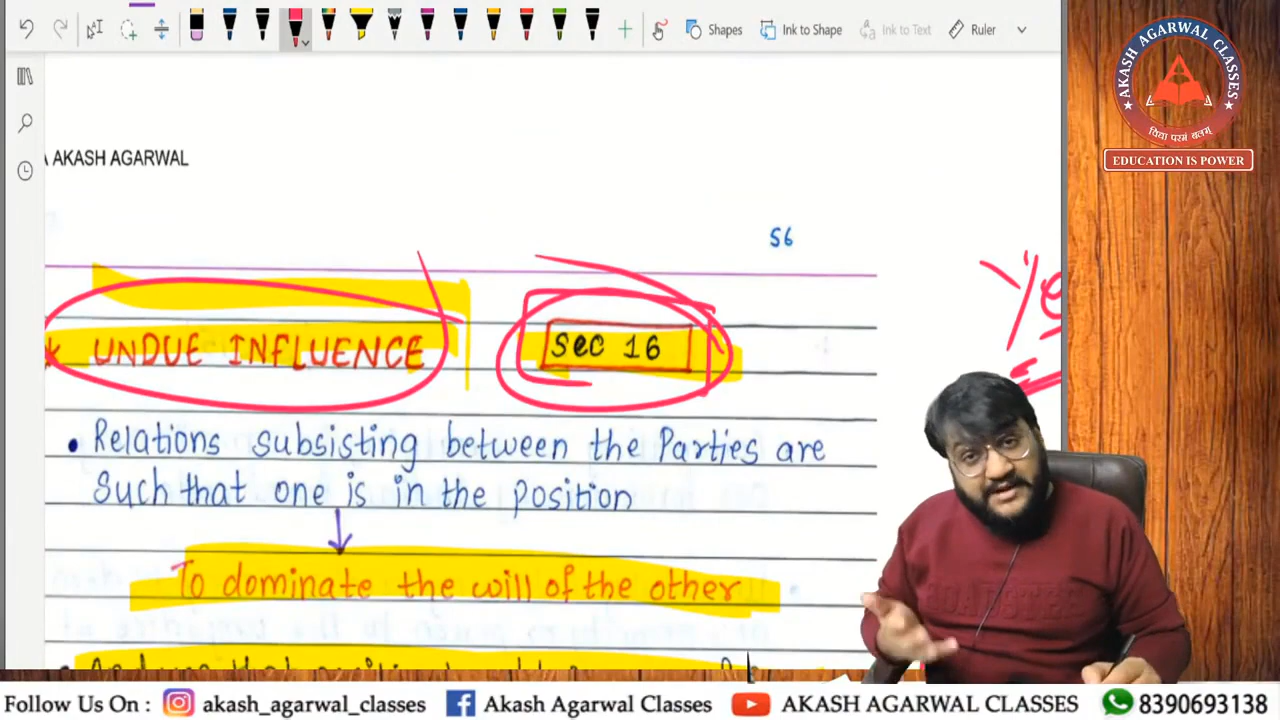 Shapes
Ink to Shape
Ink to Text
Ruler
AKASH AGARWAL CLASSES
विद्या परमं बलम्
EDUCATION IS POWER
AKASH AGARWAL
56
UNDUE INFLUENCE
Sec 16
• Relations subsisting between the Parties are
Such that one is in the position
To dominate the will of the other
Follow Us On : akash_agarwal_classes Akash Agarwal Classes AKASH AGARWAL CLASSES 8390693138